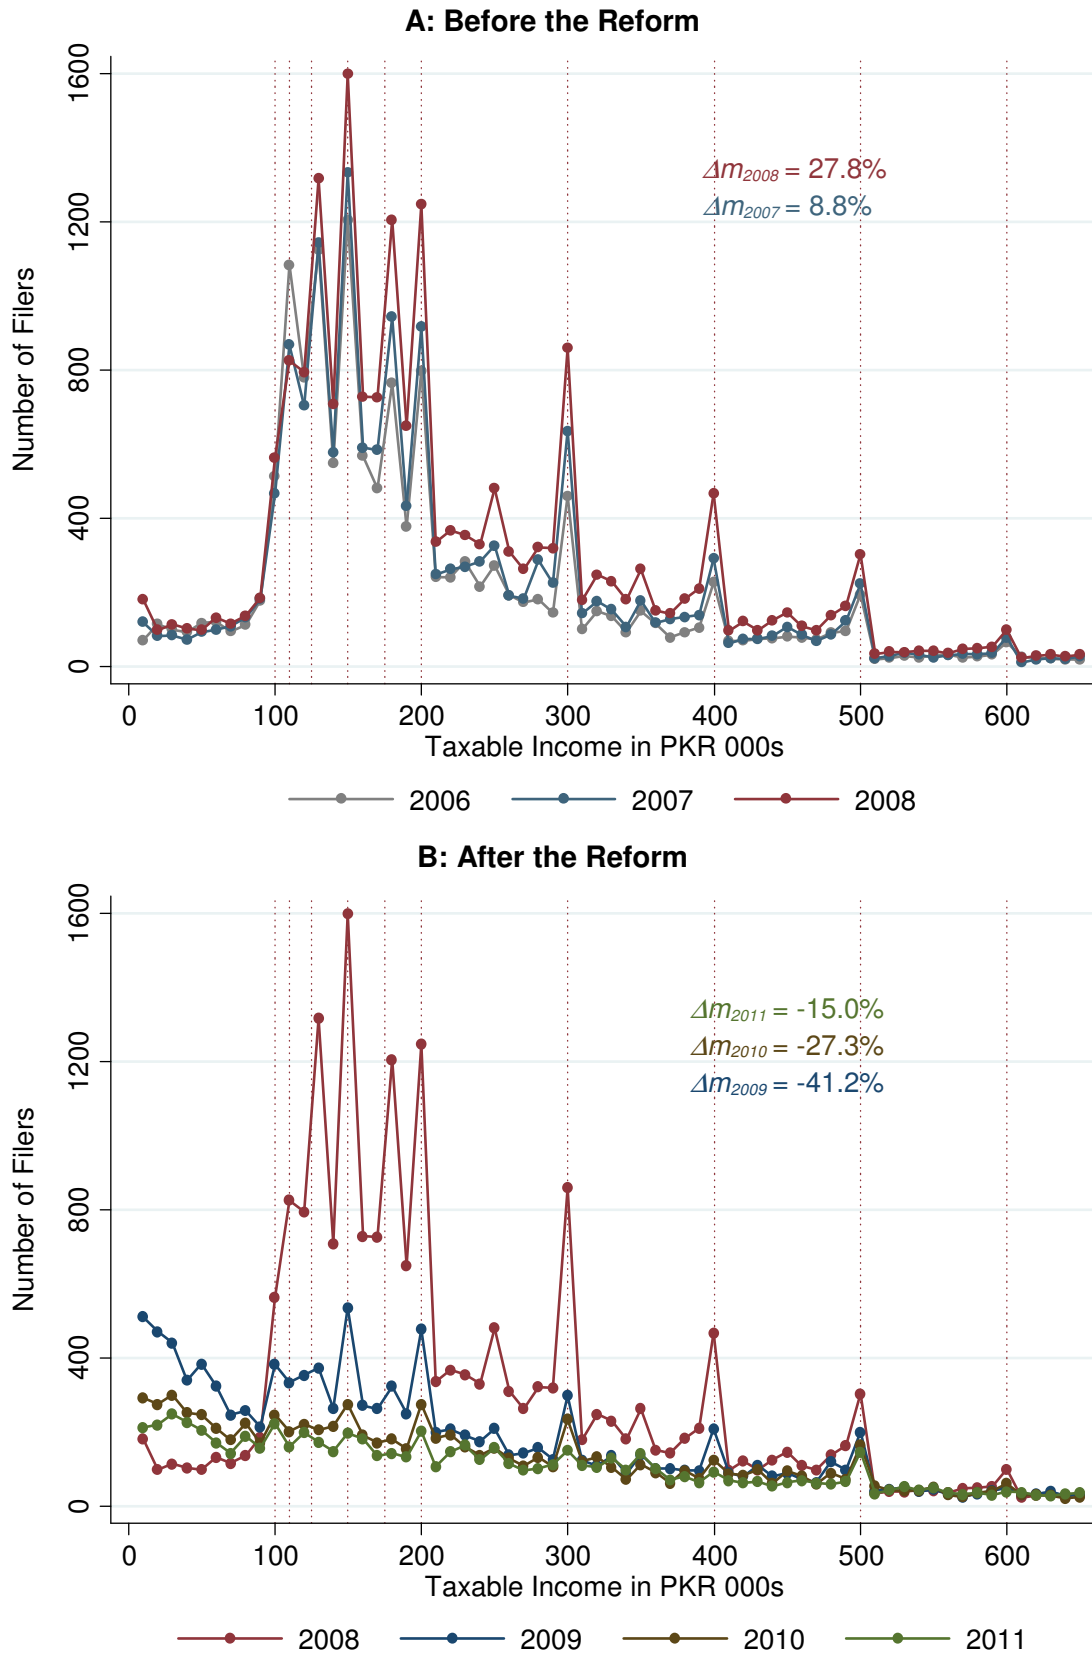 A: Before the Reform
Number of Filers
1600
1200
800
400
0
Δm2008 = 27.8%
Δm2007 = 8.8%
0 100 200 300 400 500 600
Taxable Income in PKR 000s
2006 2007 2008
B: After the Reform
Number of Filers
1600
1200
800
400
0
Δm2011 = -15.0%
Δm2010 = -27.3%
Δm2009 = -41.2%
0 100 200 300 400 500 600
Taxable Income in PKR 000s
2008 2009 2010 2011